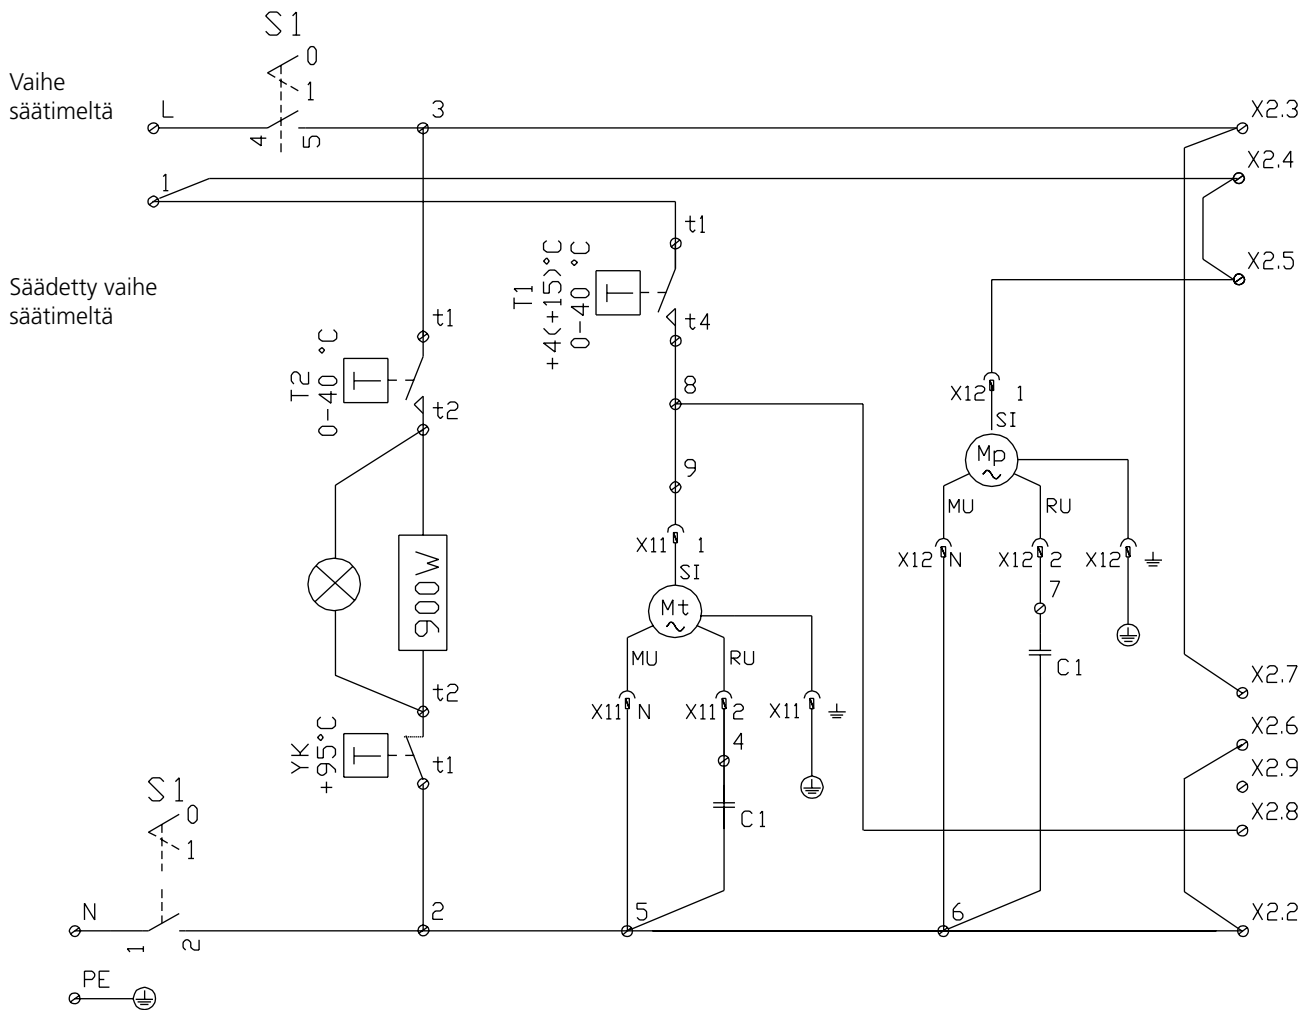 S1
0
1
Vaihe
säätimeltä
L
4
5
3
X2.3
1
X2.4
t1
X2.5
T1
+4(+15)°C
0-40 °C
t4
Säädetty vaihe
säätimeltä
t1
T2
0-40 °C
T
T
t2
8
X12 1
SI
Mp
9
MU
RU
X11 1
SI
X12 N
X12 2
X12
7
900W
Mt
MU
RU
C1
X2.7
t2
X11 N
X11 2
X11
4
X2.6
YK
+95°C
T
t1
X2.9
C1
X2.8
S1
0
1
N
1
2
2
5
6
X2.2
PE